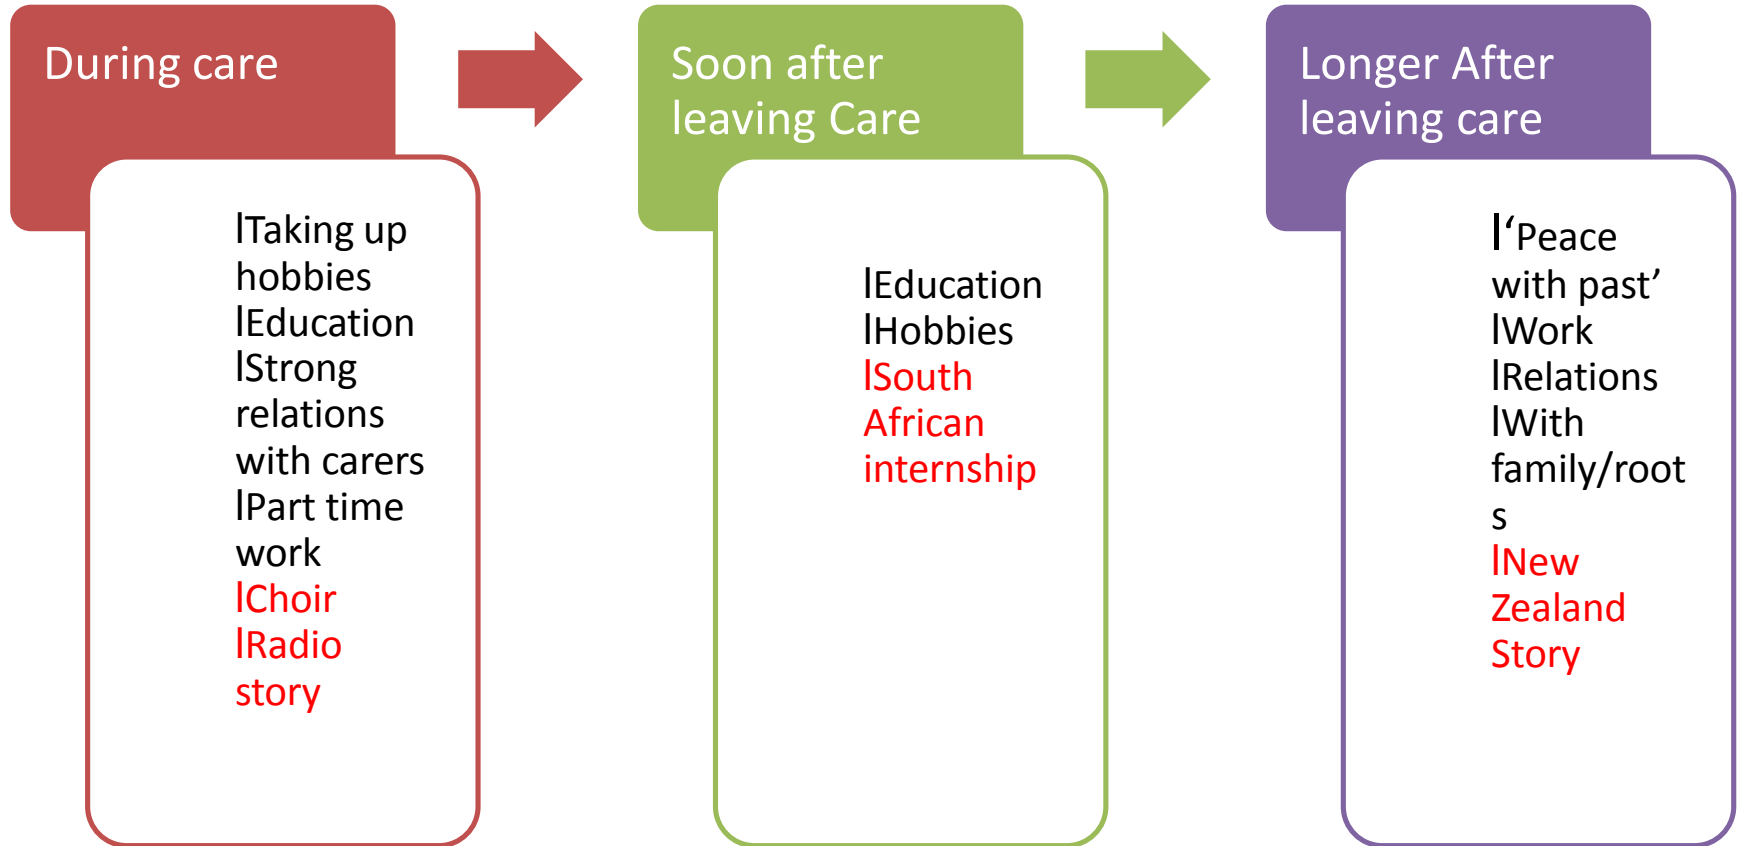 During care
lTaking up
hobbies
lEducation
lStrong
relations
with carers
lPart time
work
lChoir
lRadio
story
Soon after
leaving Care
lEducation
lHobbies
lSouth
African
internship
Longer After
leaving care
l‘Peace
with past’
lWork
lRelations
lWith
family/root
s
lNew
Zealand
Story